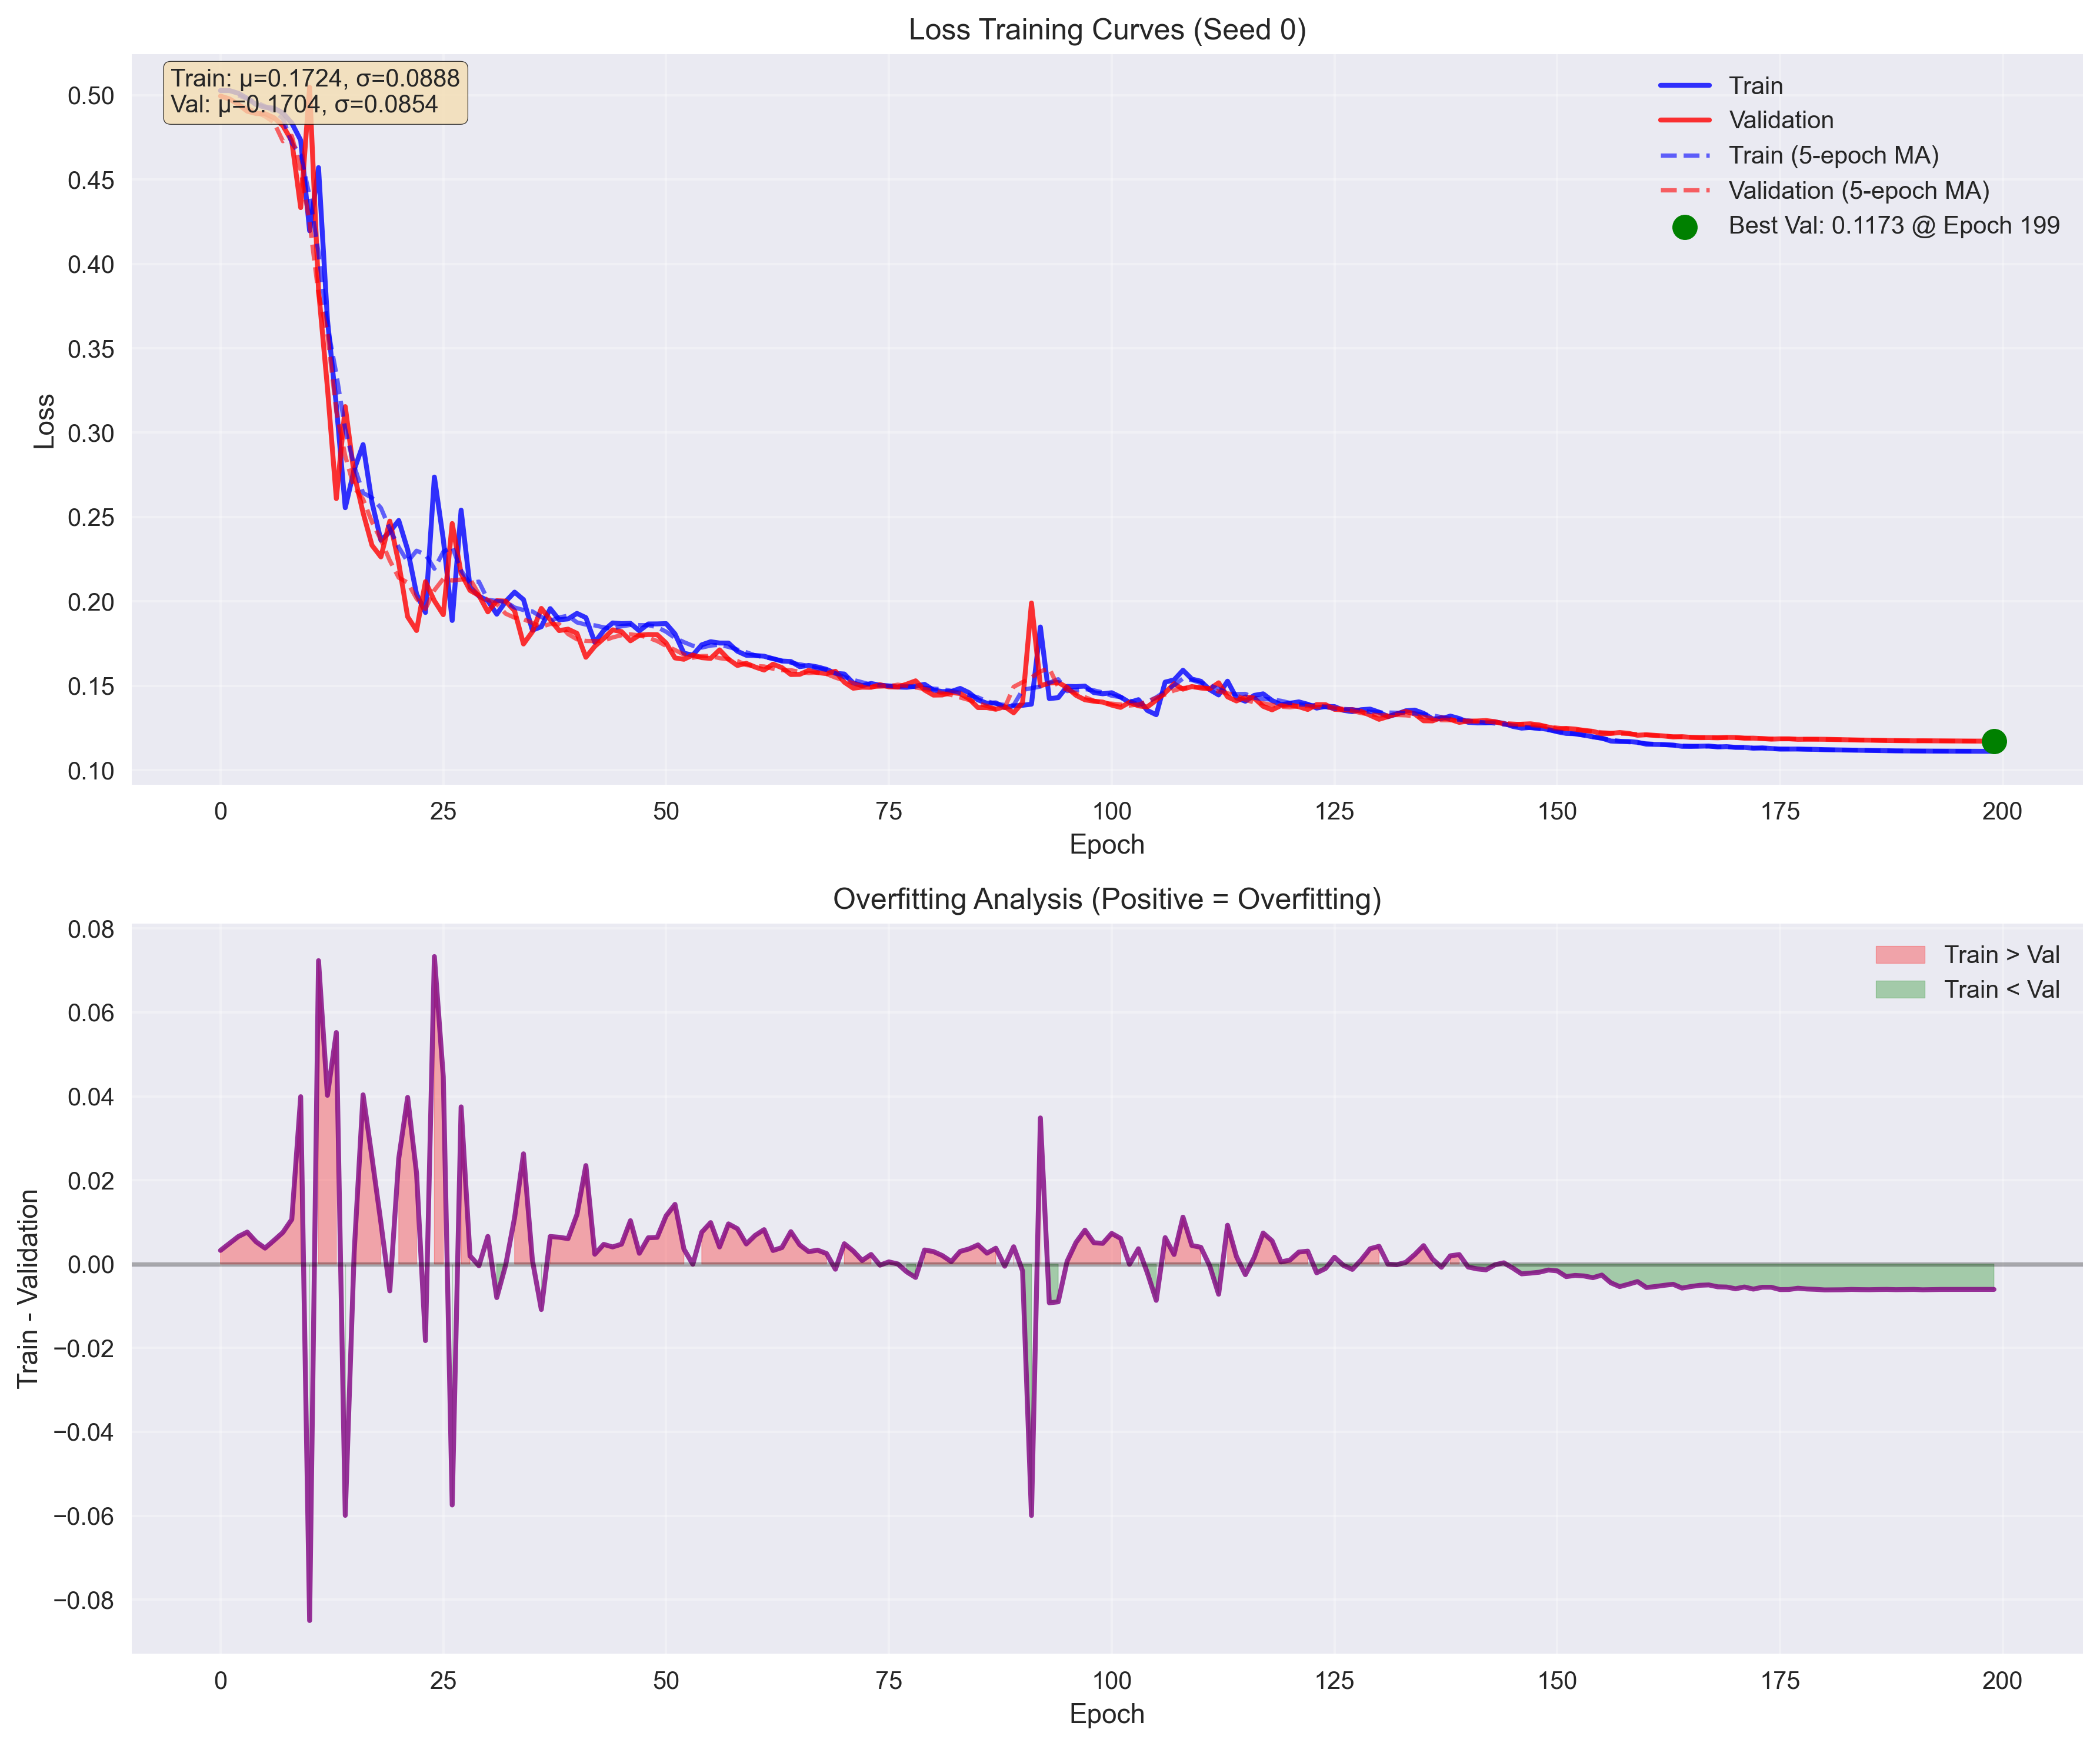 Loss Training Curves (Seed 0)
Train: μ=0.1724, σ=0.0888
Val: μ=0.1704, σ=0.0854
Train
Validation
Train (5-epoch MA)
Validation (5-epoch MA)
Best Val: 0.1173 @ Epoch 199
Loss
0.50
0.45
0.40
0.35
0.30
0.25
0.20
0.15
0.10
0 25 50 75 100 125 150 175 200
Epoch
Overfitting Analysis (Positive = Overfitting)
Train > Val
Train < Val
Train - Validation
0.08
0.06
0.04
0.02
0.00
−0.02
−0.04
−0.06
−0.08
0 25 50 75 100 125 150 175 200
Epoch